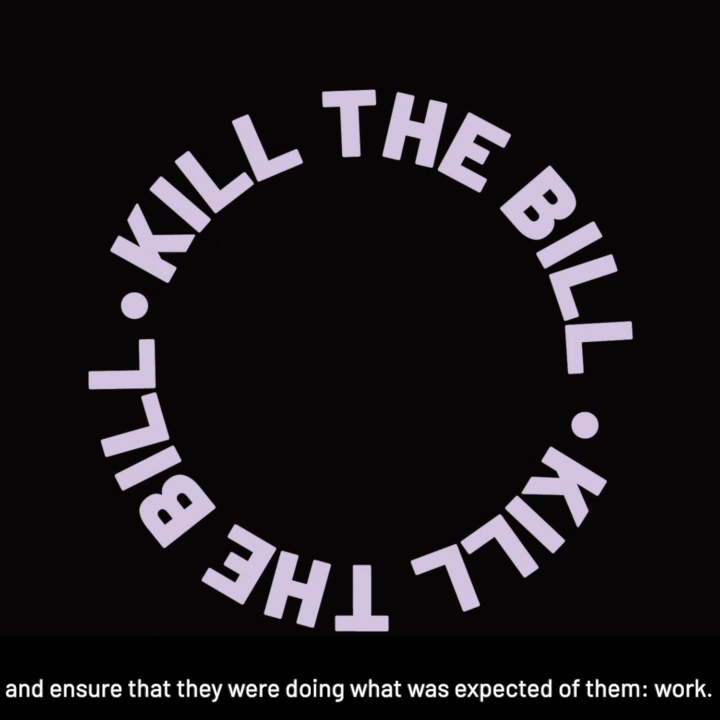 KILL THE BILL • KILL THE BILL •
and ensure that they were doing what was expected of them: work.